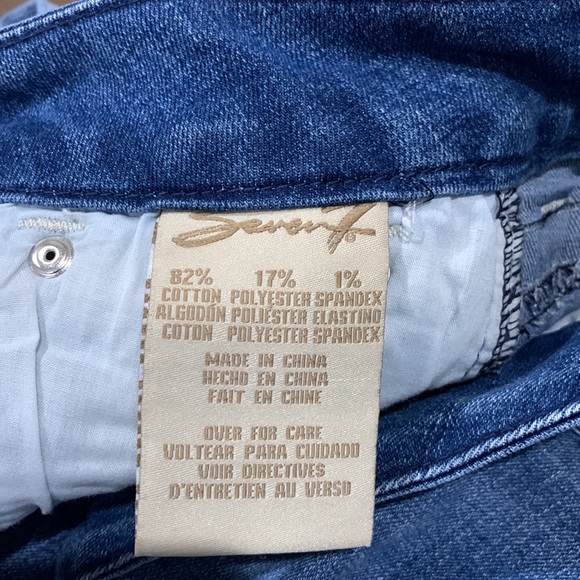 Seven7®
82% 17% 1%
COTTON POLYESTER SPANDEX
ALGODÓN POLIÉSTER ELASTINO
COTON POLYESTER SPANDEX
MADE IN CHINA
HECHO EN CHINA
FAIT EN CHINE
OVER FOR CARE
VOLTEAR PARA CUIDADO
VOIR DIRECTIVES
D'ENTRETIEN AU VERSO